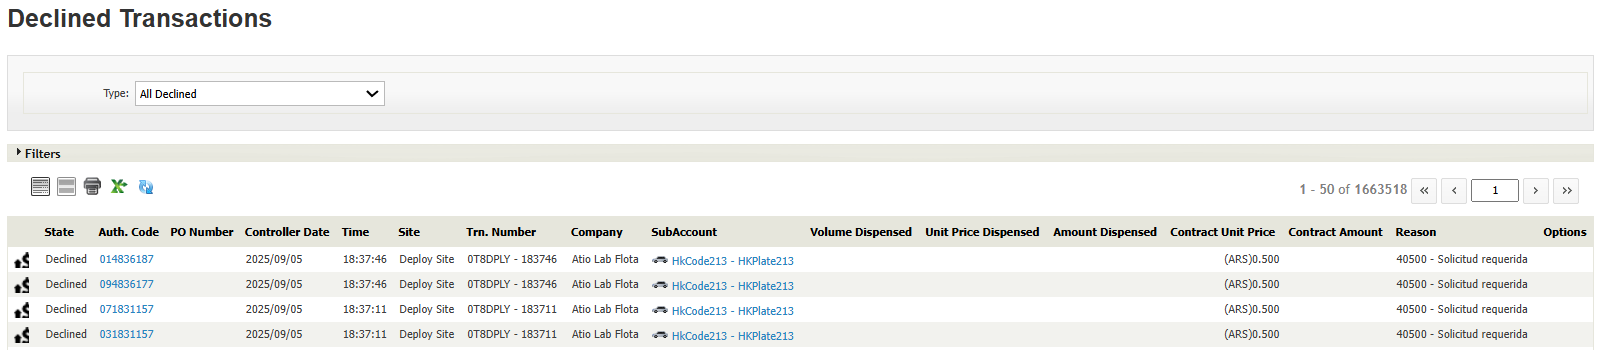 Declined Transactions
Type: All Declined
Filters
1 - 50 of 1663518 « ‹ 1 › »
State Auth. Code PO Number Controller Date Time Site Trn. Number Company SubAccount Volume Dispensed Unit Price Dispensed Amount Dispensed Contract Unit Price Contract Amount Reason Options
Declined 014836187 2025/09/05 18:37:46 Deploy Site 0T8DPLY - 183746 Atio Lab Flota HkCode213 - HKPlate213 (ARS)0.500 40500 - Solicitud requerida
Declined 094836177 2025/09/05 18:37:46 Deploy Site 0T8DPLY - 183746 Atio Lab Flota HkCode213 - HKPlate213 (ARS)0.500 40500 - Solicitud requerida
Declined 071831157 2025/09/05 18:37:11 Deploy Site 0T8DPLY - 183711 Atio Lab Flota HkCode213 - HKPlate213 (ARS)0.500 40500 - Solicitud requerida
Declined 031831157 2025/09/05 18:37:11 Deploy Site 0T8DPLY - 183711 Atio Lab Flota HkCode213 - HKPlate213 (ARS)0.500 40500 - Solicitud requerida